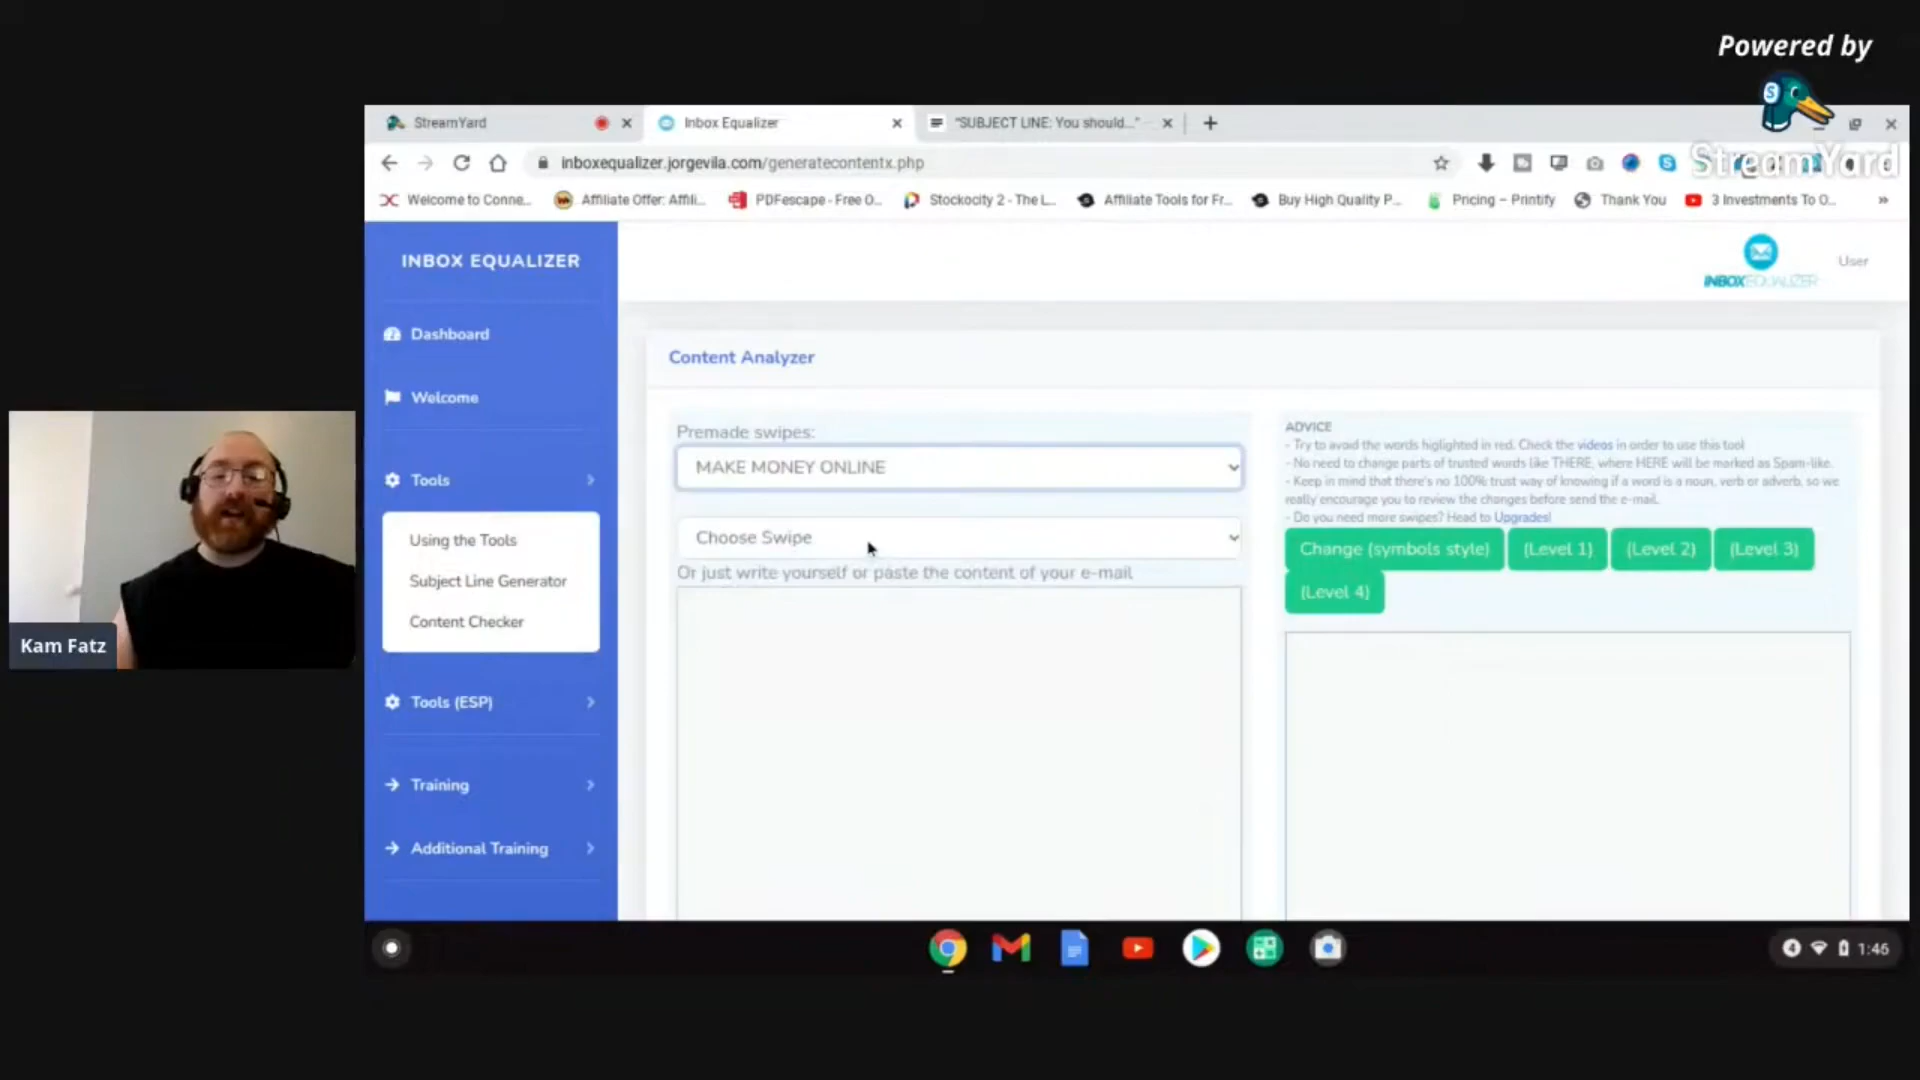 Powered by
StreamYard
StreamYard
Inbox Equalizer
"SUBJECT LINE: You should..."
inboxequalizer.jorgevila.com/generatecontentx.php
Welcome to Conne...
Affiliate Offer: Affili...
PDFescape - Free O...
Stockocity 2 - The L...
Affiliate Tools for Fr...
Buy High Quality P...
Pricing – Printify
Thank You
3 Investments To O...
»
INBOX EQUALIZER
INBOXEQUALIZER
User
Dashboard
Welcome
Tools
Using the Tools
Subject Line Generator
Content Checker
Tools (ESP)
Training
Additional Training
Content Analyzer
Premade swipes:
MAKE MONEY ONLINE
Choose Swipe
Or just write yourself or paste the content of your e-mail
ADVICE
- Try to avoid the words higlighted in red. Check the videos in order to use this tool
- No need to change parts of trusted words like THERE, where HERE will be marked as Spam-like.
- Keep in mind that there's no 100% trust way of knowing if a word is a noun, verb or adverb, so we
really encourage you to review the changes before send the e-mail.
- Do you need more swipes? Head to Upgrades!
Change (symbols style)
(Level 1)
(Level 2)
(Level 3)
(Level 4)
Kam Fatz
4
1:46